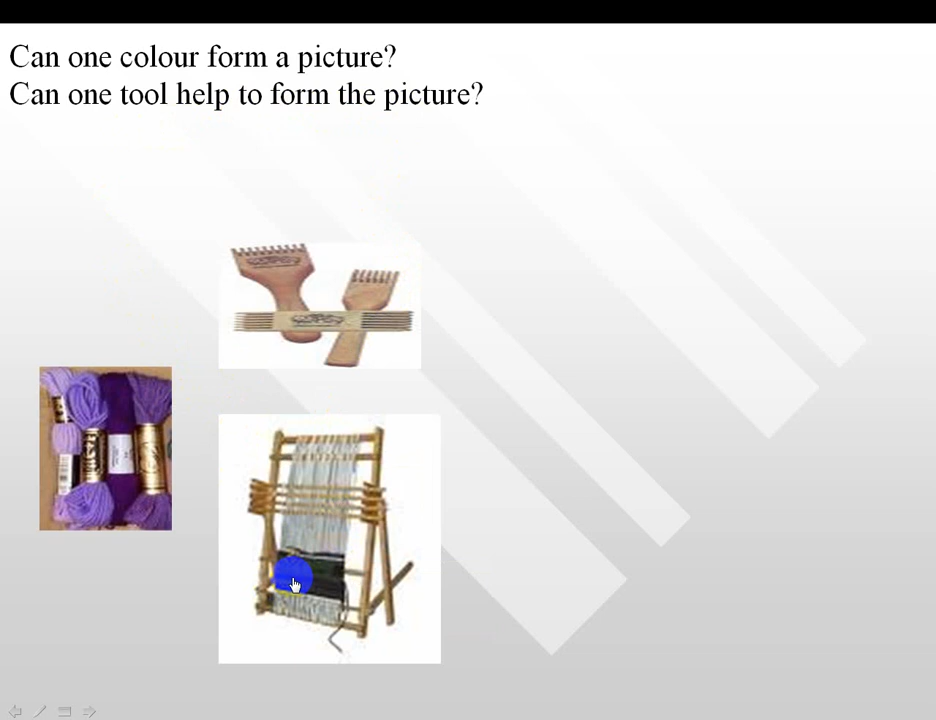 Can one colour form a picture?
Can one tool help to form the picture?